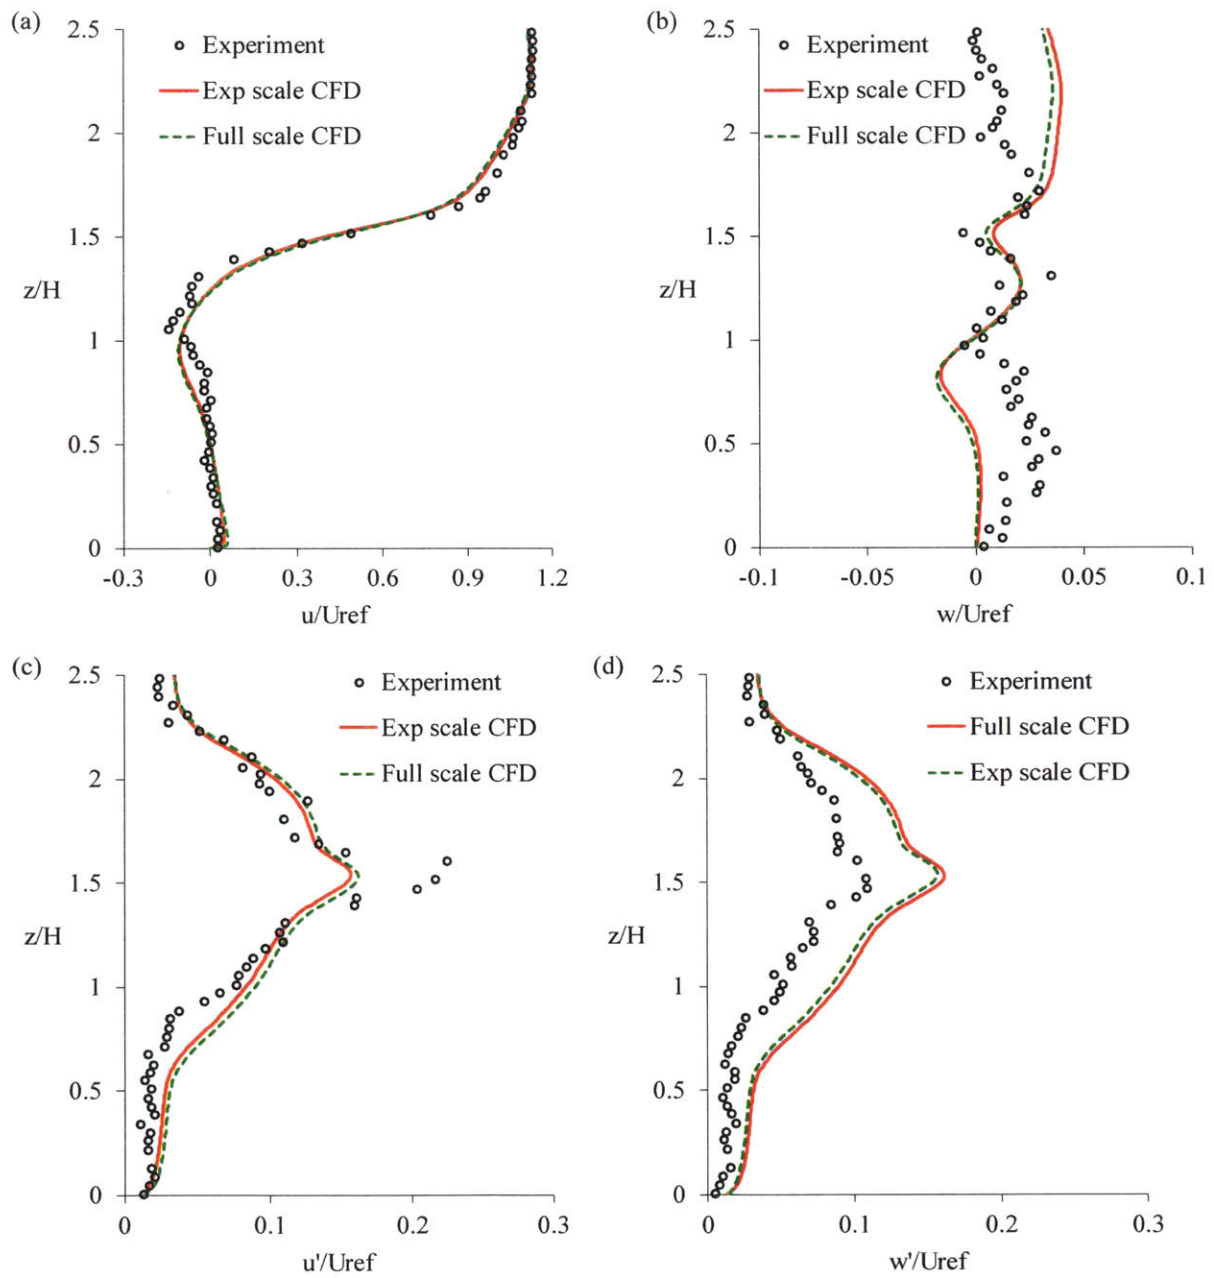 (a)
2.5
Experiment
Exp scale CFD
2
Full scale CFD
1.5
z/H
1
0.5
0
-0.3 0 0.3 0.6 0.9 1.2
u/Uref
(b)
2.5
Experiment
Exp scale CFD
2
Full scale CFD
1.5
z/H
1
0.5
0
-0.1 -0.05 0 0.05 0.1
w/Uref
(c)
2.5
Experiment
Exp scale CFD
Full scale CFD
2
1.5
z/H
1
0.5
0
0 0.1 0.2 0.3
u'/Uref
(d)
2.5
Experiment
Full scale CFD
Exp scale CFD
2
1.5
z/H
1
0.5
0
0 0.1 0.2 0.3
w'/Uref